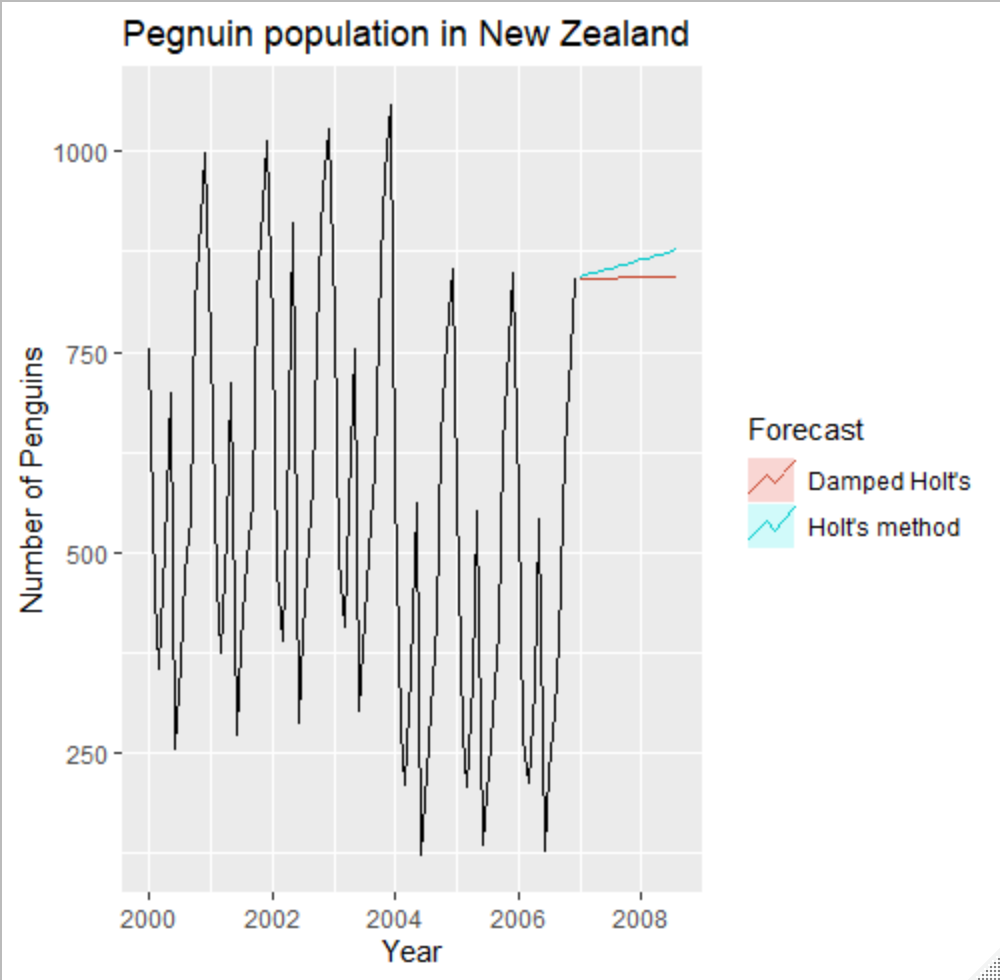 Pegnuin population in New Zealand
1000
750
500
250
Number of Penguins
2000 2002 2004 2006 2008
Year
Forecast
Damped Holt's
Holt's method